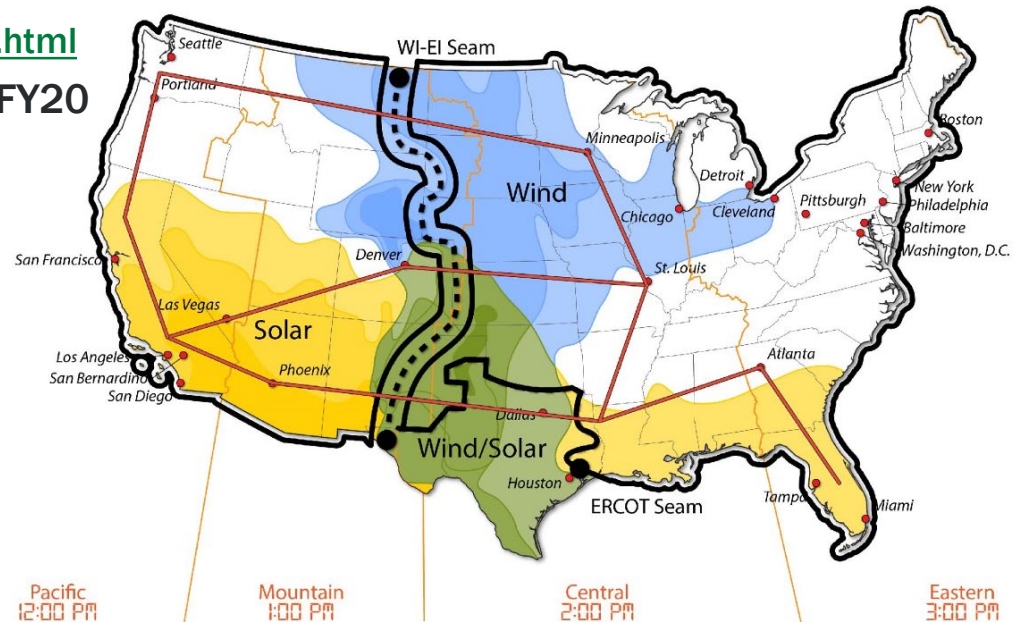 .html
FY20
Seattle
WI-EI Seam
Portland
Minneapolis
Boston
Detroit
Wind
New York
Chicago
Cleveland
Pittsburgh
Philadelphia
Baltimore
Washington, D.C.
San Francisco
Denver
St. Louis
Las Vegas
Solar
Los Angeles
San Bernardino
San Diego
Phoenix
Atlanta
Dallas
Wind/Solar
Houston
ERCOT Seam
Tampa
Miami
Pacific
12:00 PM
Mountain
1:00 PM
Central
2:00 PM
Eastern
3:00 PM